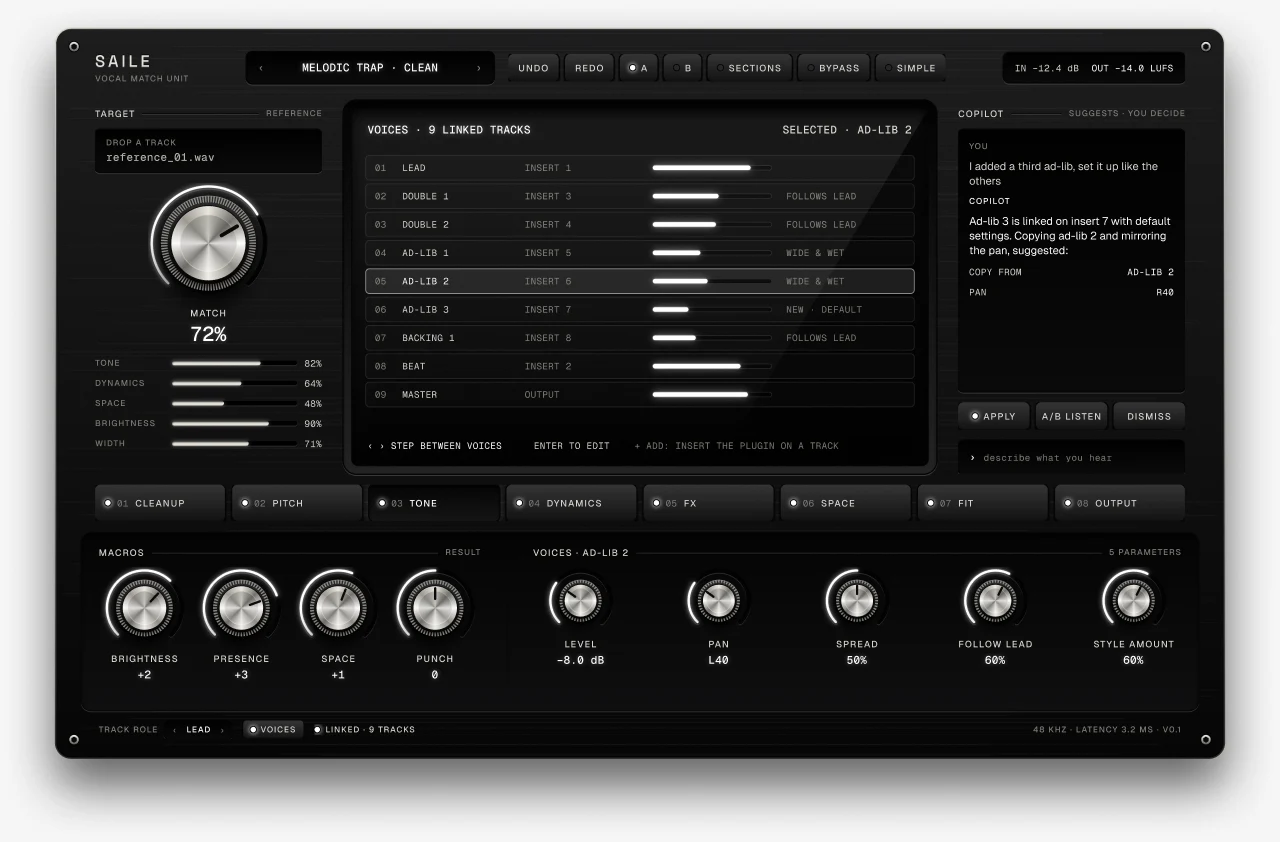 SAILE
VOCAL MATCH UNIT
‹ MELODIC TRAP · CLEAN ›
UNDO
REDO
A
B
SECTIONS
BYPASS
SIMPLE
IN -12.4 dB OUT -14.0 LUFS
TARGET REFERENCE
DROP A TRACK
reference_01.wav
MATCH
72%
TONE 82%
DYNAMICS 64%
SPACE 48%
BRIGHTNESS 90%
WIDTH 71%
VOICES · 9 LINKED TRACKS SELECTED · AD-LIB 2
01 LEAD INSERT 1
02 DOUBLE 1 INSERT 3 FOLLOWS LEAD
03 DOUBLE 2 INSERT 4 FOLLOWS LEAD
04 AD-LIB 1 INSERT 5 WIDE & WET
05 AD-LIB 2 INSERT 6 WIDE & WET
06 AD-LIB 3 INSERT 7 NEW · DEFAULT
07 BACKING 1 INSERT 8 FOLLOWS LEAD
08 BEAT INSERT 2
09 MASTER OUTPUT
‹ › STEP BETWEEN VOICES ENTER TO EDIT + ADD: INSERT THE PLUGIN ON A TRACK
COPILOT SUGGESTS · YOU DECIDE
YOU
I added a third ad-lib, set it up like the
others
COPILOT
Ad-lib 3 is linked on insert 7 with default
settings. Copying ad-lib 2 and mirroring
the pan, suggested:
COPY FROM AD-LIB 2
PAN R40
APPLY
A/B LISTEN
DISMISS
› describe what you hear
01 CLEANUP
02 PITCH
03 TONE
04 DYNAMICS
05 FX
06 SPACE
07 FIT
08 OUTPUT
MACROS RESULT
BRIGHTNESS
+2
PRESENCE
+3
SPACE
+1
PUNCH
0
VOICES · AD-LIB 2 5 PARAMETERS
LEVEL
-8.0 dB
PAN
L40
SPREAD
50%
FOLLOW LEAD
60%
STYLE AMOUNT
60%
TRACK ROLE ‹ LEAD › VOICES LINKED · 9 TRACKS
48 KHZ · LATENCY 3.2 MS · V0.1